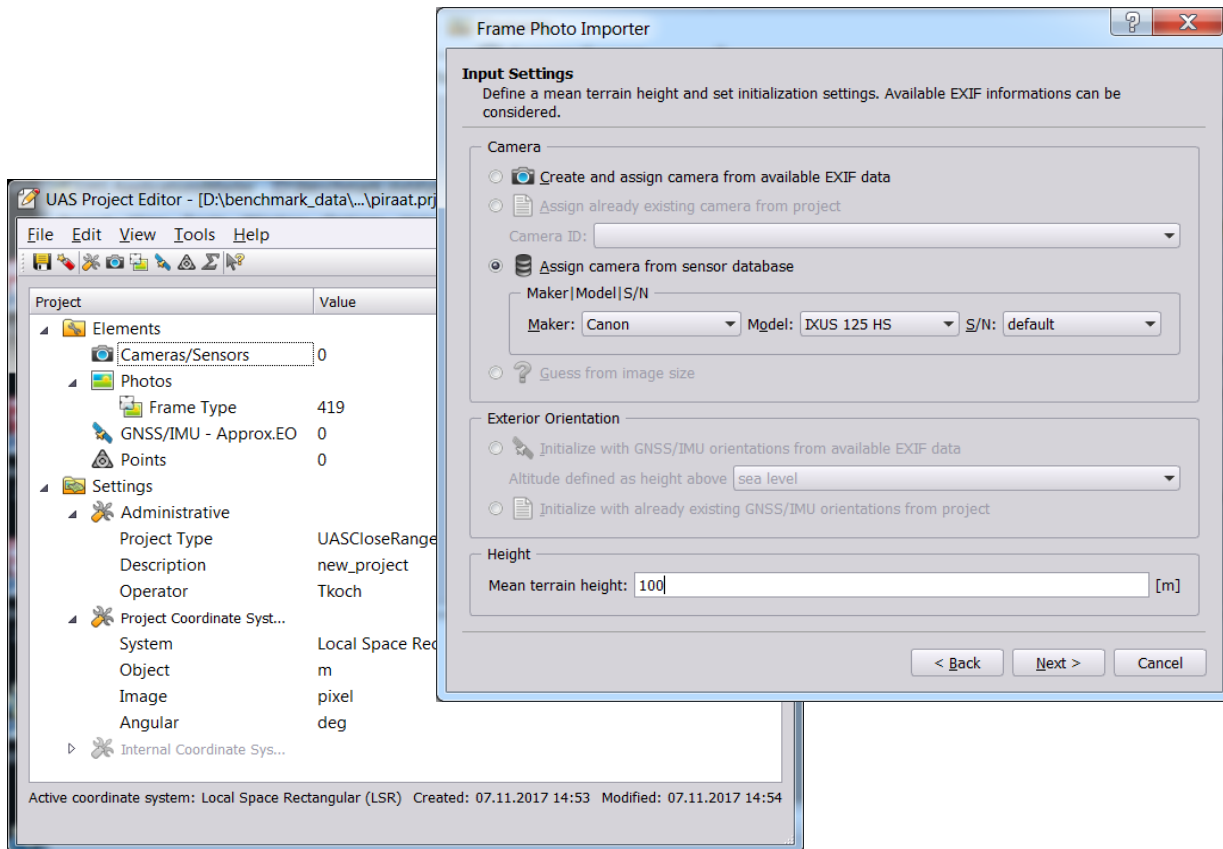 Frame Photo Importer
Input Settings
Define a mean terrain height and set initialization settings. Available EXIF informations can be
considered.
Camera
Create and assign camera from available EXIF data
Assign already existing camera from project
Camera ID:
Assign camera from sensor database
Maker|Model|S/N
Maker: Canon Model: IXUS 125 HS S/N: default
Guess from image size
Exterior Orientation
Initialize with GNSS/IMU orientations from available EXIF data
Altitude defined as height above sea level
Initialize with already existing GNSS/IMU orientations from project
Height
Mean terrain height: 100 [m]
< Back Next > Cancel
UAS Project Editor - [D:\benchmark_data\...\piraat.prj
File Edit View Tools Help
Project Value
Elements
Cameras/Sensors 0
Photos
Frame Type 419
GNSS/IMU - Approx.EO 0
Points 0
Settings
Administrative
Project Type UASCloseRange
Description new_project
Operator Tkoch
Project Coordinate Syst...
System Local Space Rec
Object m
Image pixel
Angular deg
Internal Coordinate Sys...
Active coordinate system: Local Space Rectangular (LSR) Created: 07.11.2017 14:53 Modified: 07.11.2017 14:54